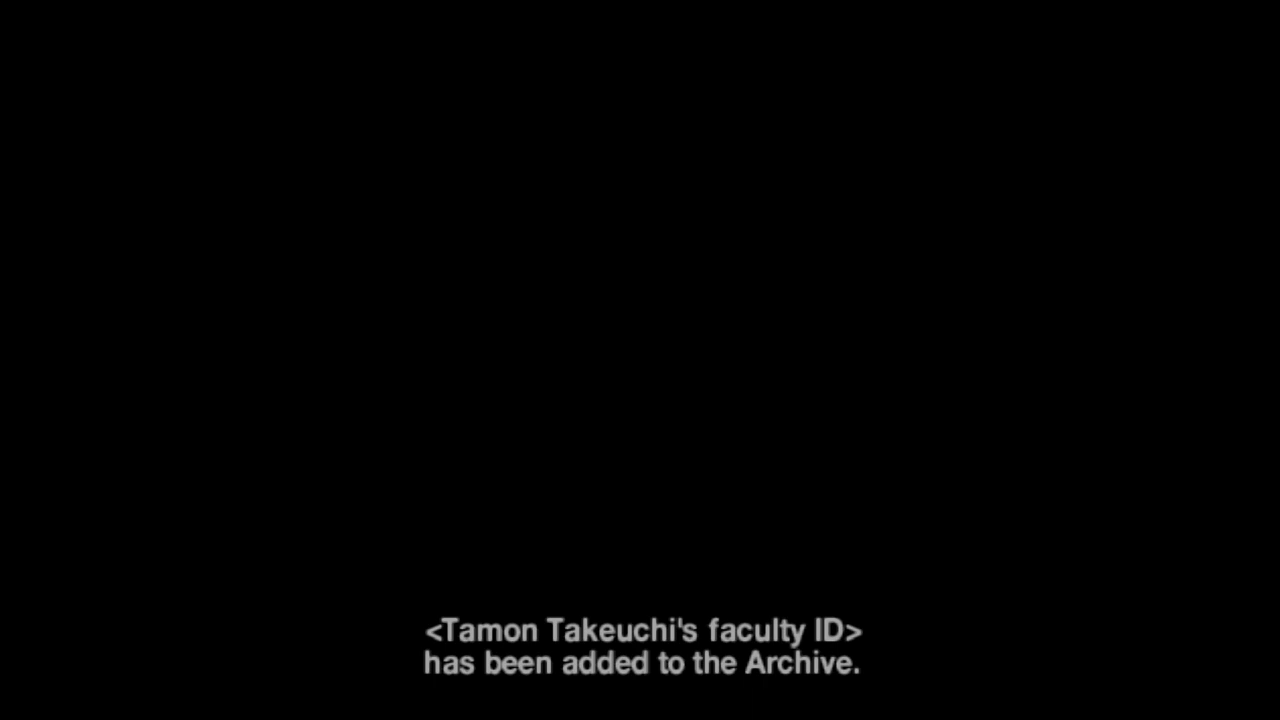 <Tamon Takeuchi's faculty ID>
has been added to the Archive.